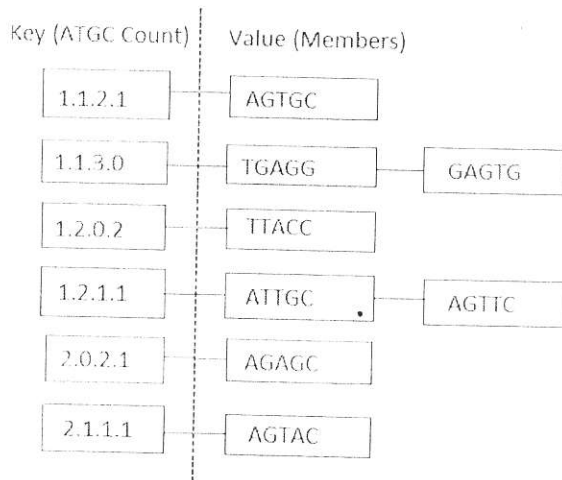 Key (ATGC Count) Value (Members)
1.1.2.1 AGTGC
1.1.3.0 TGAGG GAGTG
1.2.0.2 TTACC
1.2.1.1 ATTGC AGTTC
2.0.2.1 AGAGC
2.1.1.1 AGTAC